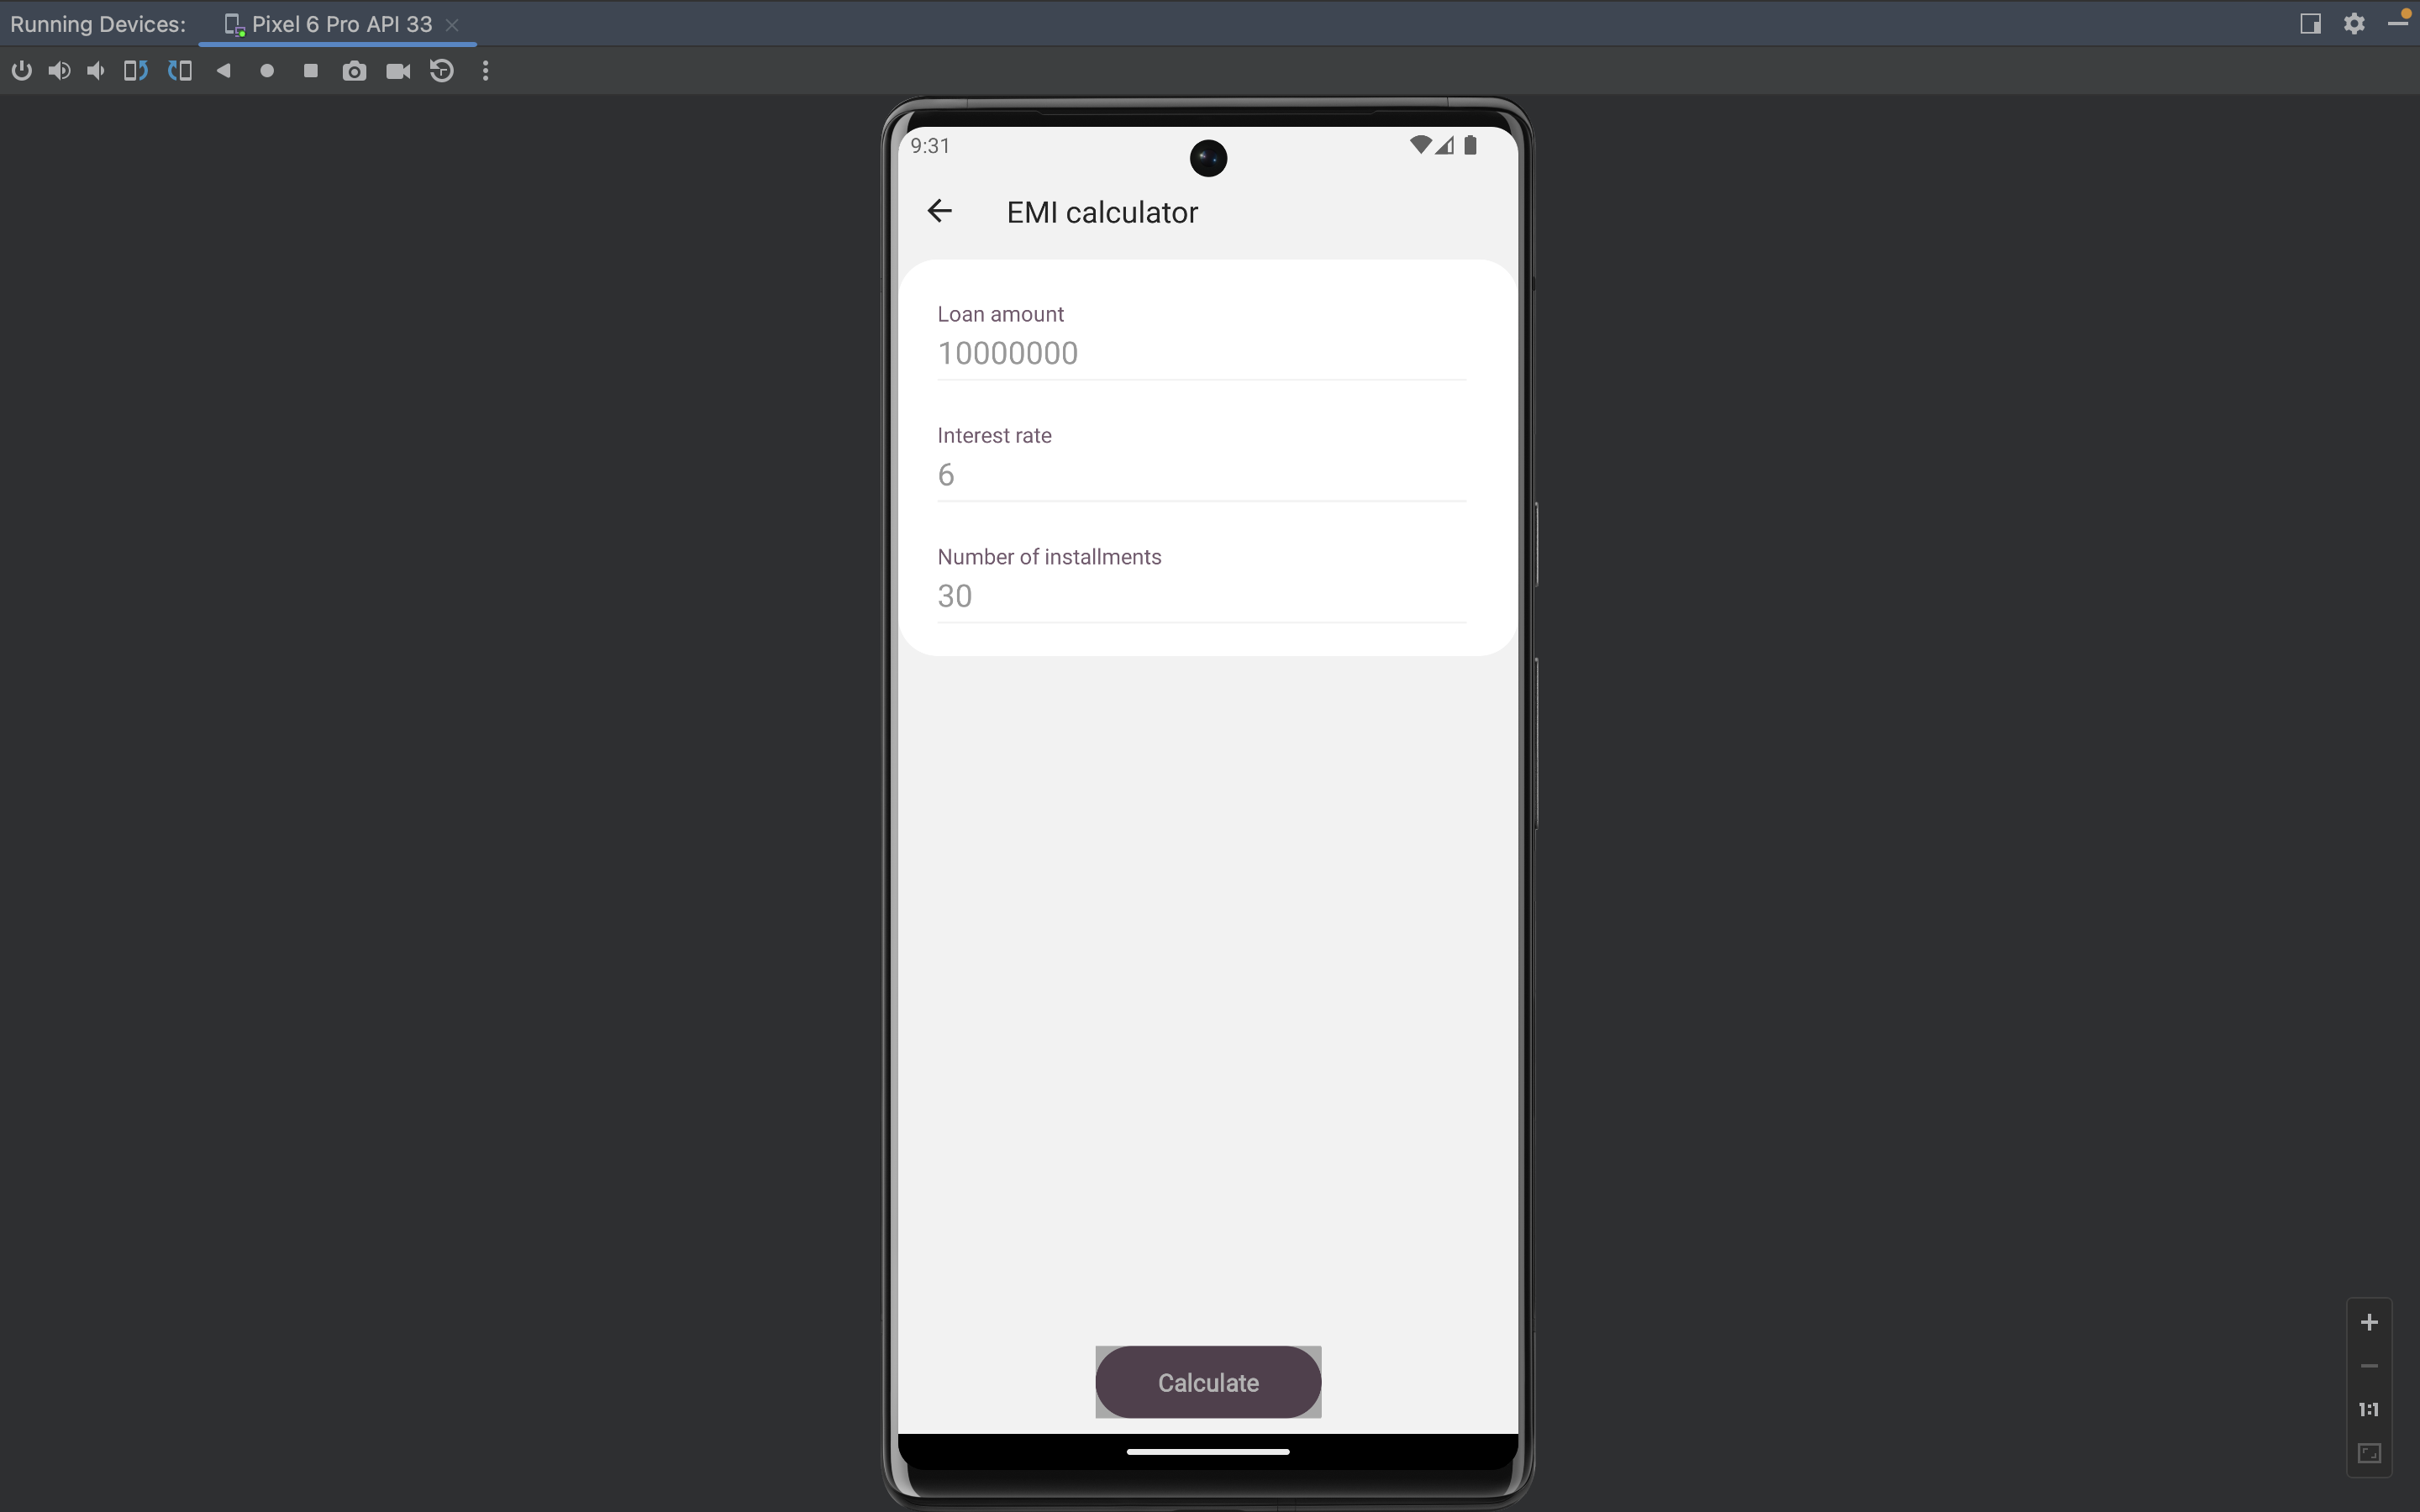 Running Devices: Pixel 6 Pro API 33
9:31
EMI calculator
Loan amount
10000000
Interest rate
6
Number of installments
30
Calculate
1:1